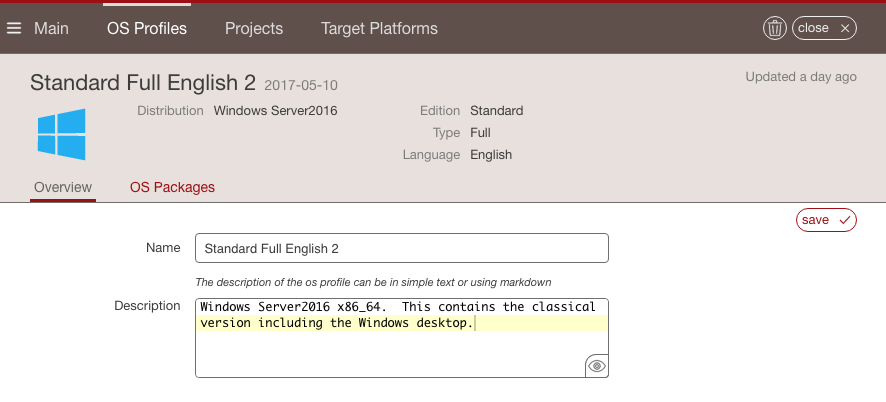 Main OS Profiles Projects Target Platforms close
Standard Full English 2 2017-05-10 Updated a day ago
Distribution Windows Server2016 Edition Standard
Type Full
Language English
Overview OS Packages
save
Name Standard Full English 2
The description of the os profile can be in simple text or using markdown
Description Windows Server2016 x86_64.  This contains the classical
version including the Windows desktop.